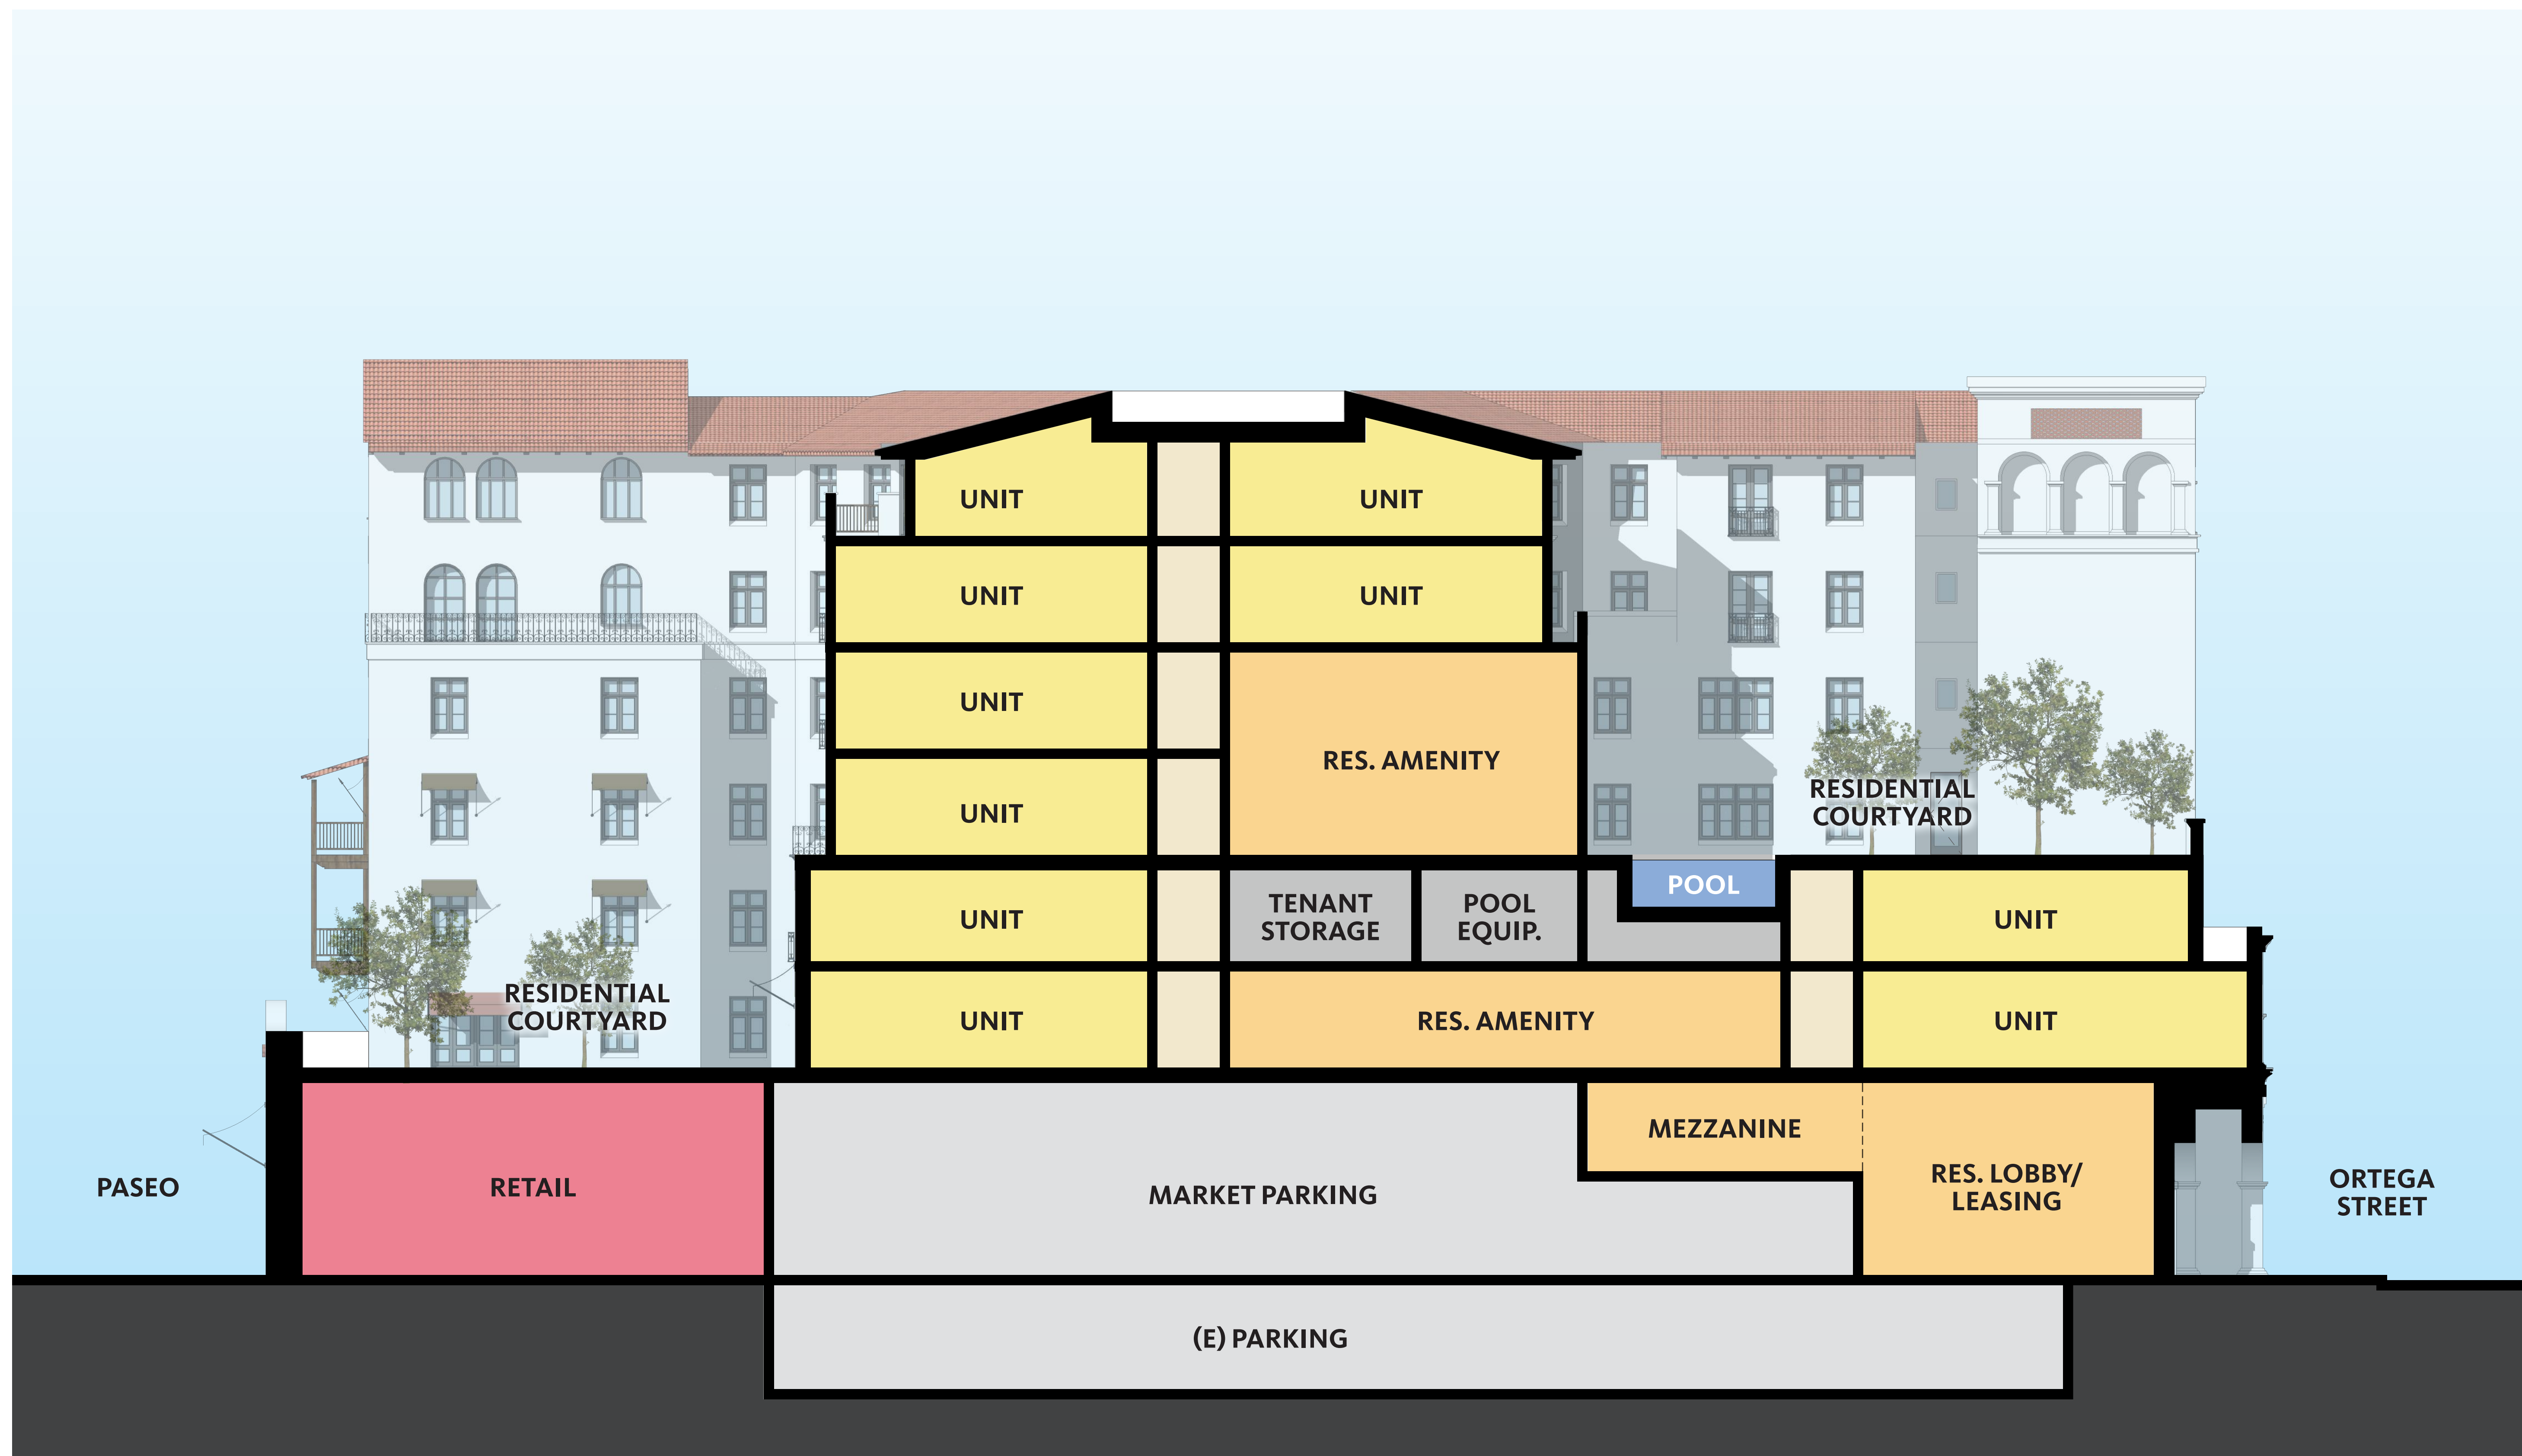 UNIT
UNIT
UNIT
UNIT
UNIT
RES. AMENITY
UNIT
RESIDENTIAL
COURTYARD
POOL
UNIT
TENANT
STORAGE
POOL
EQUIP.
UNIT
RESIDENTIAL
COURTYARD
UNIT
RES. AMENITY
UNIT
MEZZANINE
PASEO
RETAIL
MARKET PARKING
RES. LOBBY/
LEASING
ORTEGA
STREET
(E) PARKING